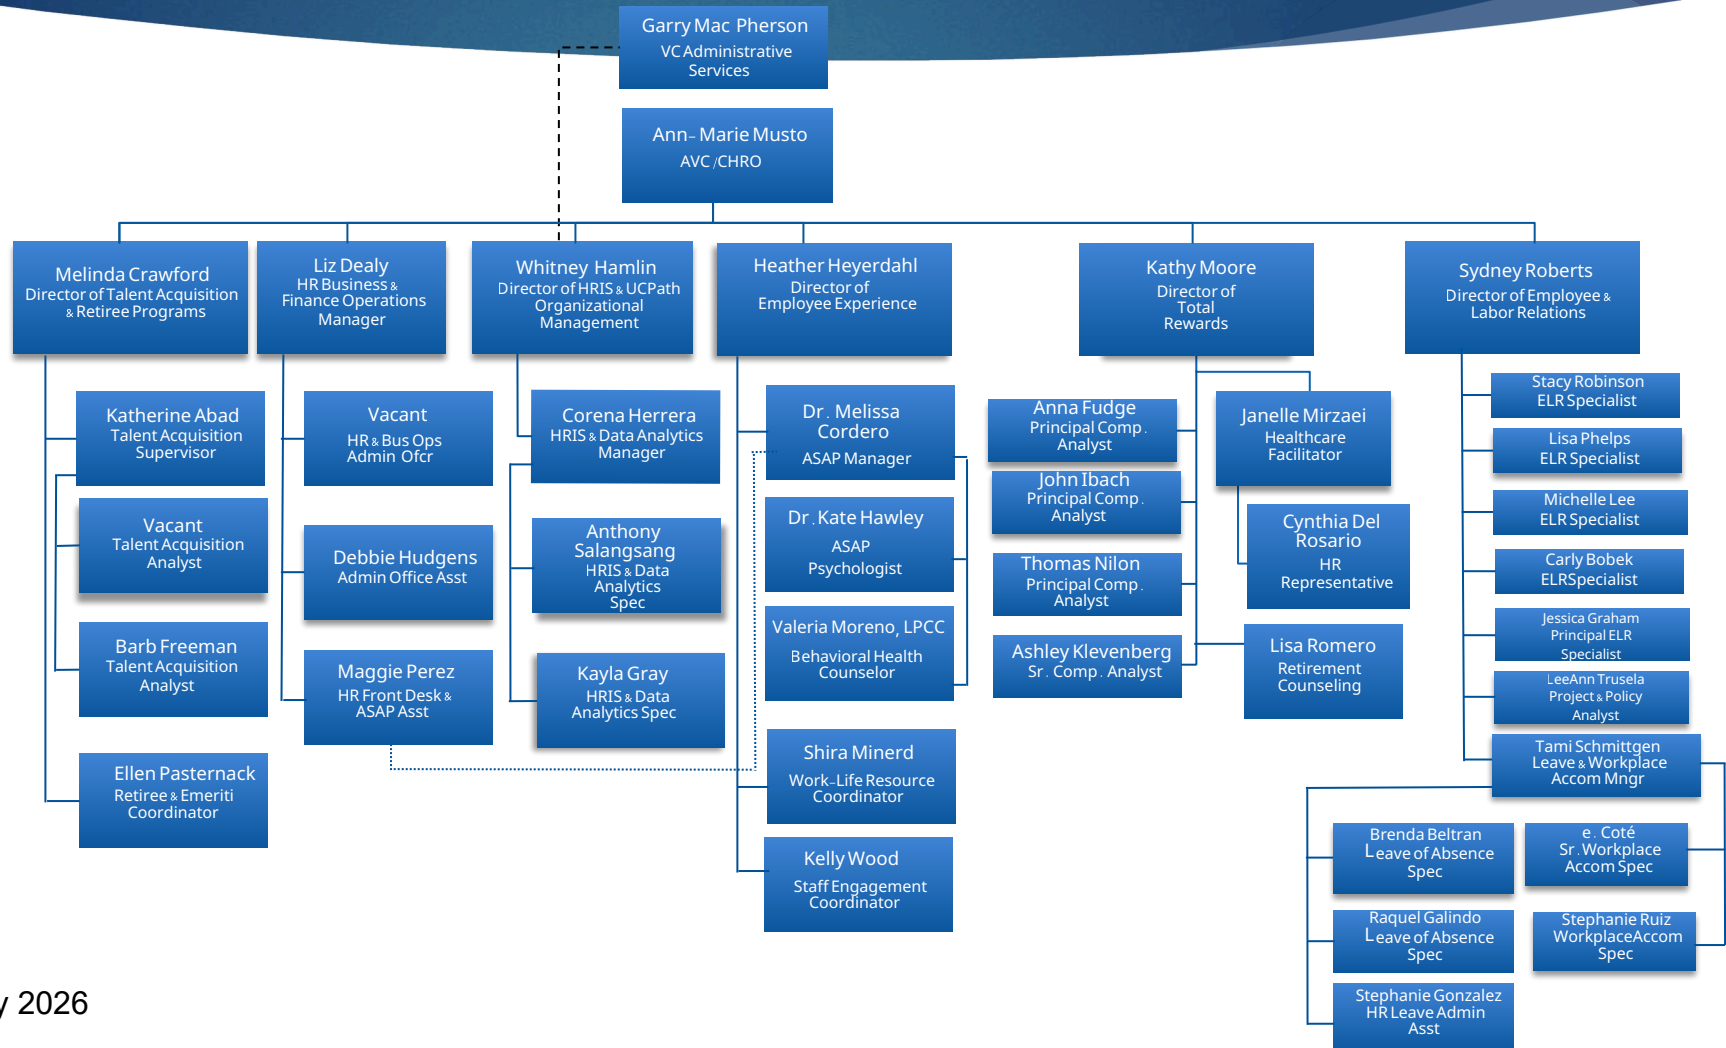 Garry Mac Pherson
VC Administrative
Services
Ann-Marie Musto
AVC/CHRO
Melinda Crawford
Director of Talent Acquisition
& Retiree Programs
Liz Dealy
HR Business &
Finance Operations
Manager
Whitney Hamlin
Director of HRIS & UCPath
Organizational
Management
Heather Heyerdahl
Director of
Employee Experience
Kathy Moore
Director of
Total
Rewards
Sydney Roberts
Director of Employee &
Labor Relations
Katherine Abad
Talent Acquisition
Supervisor
Vacant
Talent Acquisition
Analyst
Barb Freeman
Talent Acquisition
Analyst
Ellen Pasternack
Retiree & Emeriti
Coordinator
Vacant
HR & Bus Ops
Admin Ofcr
Debbie Hudgens
Admin Office Asst
Maggie Perez
HR Front Desk &
ASAP Asst
Corena Herrera
HRIS & Data Analytics
Manager
Anthony
Salangsang
HRIS & Data
Analytics
Spec
Kayla Gray
HRIS & Data
Analytics Spec
Dr. Melissa
Cordero
ASAP Manager
Dr. Kate Hawley
ASAP
Psychologist
Valeria Moreno, LPCC
Behavioral Health
Counselor
Shira Minerd
Work-Life Resource
Coordinator
Kelly Wood
Staff Engagement
Coordinator
Anna Fudge
Principal Comp.
Analyst
John Ibach
Principal Comp.
Analyst
Thomas Nilon
Principal Comp.
Analyst
Ashley Klevenberg
Sr. Comp. Analyst
Janelle Mirzaei
Healthcare
Facilitator
Cynthia Del
Rosario
HR
Representative
Lisa Romero
Retirement
Counseling
Stacy Robinson
ELR Specialist
Lisa Phelps
ELR Specialist
Michelle Lee
ELR Specialist
Carly Bobek
ELRSpecialist
Jessica Graham
Principal ELR
Specialist
LeeAnn Trusela
Project & Policy
Analyst
Tami Schmittgen
Leave & Workplace
Accom Mngr
Brenda Beltran
Leave of Absence
Spec
e. Coté
Sr. Workplace
Accom Spec
Raquel Galindo
Leave of Absence
Spec
Stephanie Ruiz
WorkplaceAccom
Spec
Stephanie Gonzalez
HR Leave Admin
Asst
y 2026